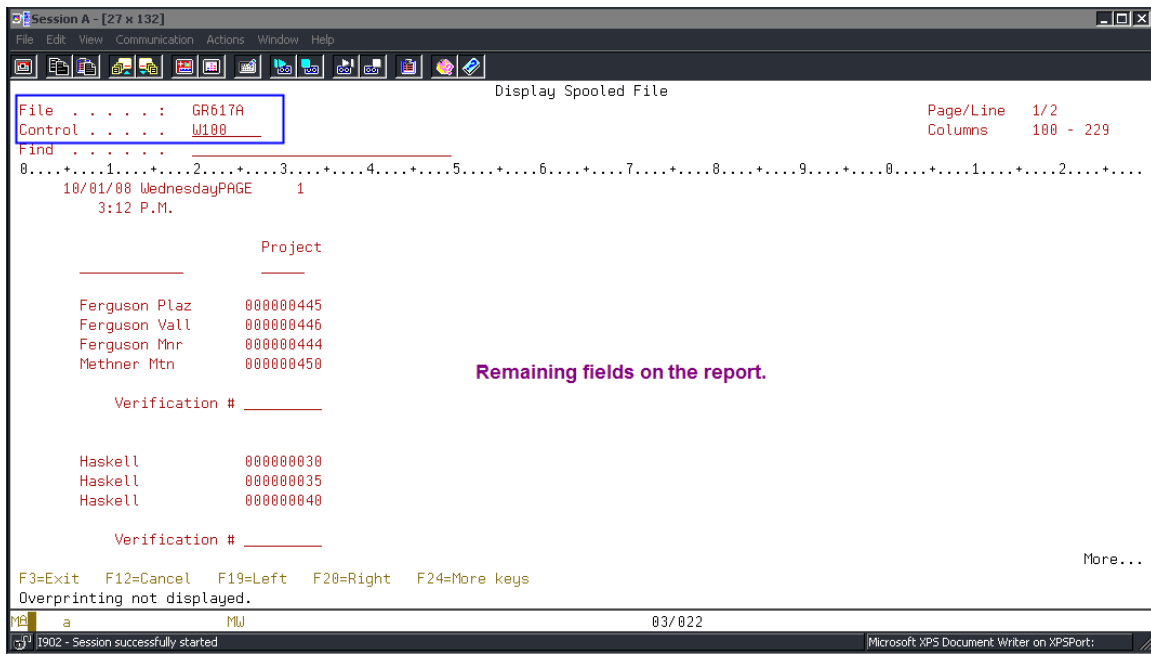 Session A - [27 x 132]
File Edit View Communication Actions Window Help
Display Spooled File
File . . . . . : GR617A Page/Line 1/2
Control . . . . . W100 Columns 100 - 229
Find . . . . . .
0....+....1....+....2....+....3....+....4....+....5....+....6....+....7....+....8....+....9....+....0....+....1....+....2....+....
10/01/08 WednesdayPAGE 1
3:12 P.M.
Project
Ferguson Plaz 000000445
Ferguson Vall 000000446
Ferguson Mnr 000000444
Methner Mtn 000000450
Remaining fields on the report.
Verification # _________
Haskell 000000030
Haskell 000000035
Haskell 000000040
Verification # _________
More...
F3=Exit F12=Cancel F19=Left F20=Right F24=More keys
Overprinting not displayed.
MA a MW 03/022
I902 - Session successfully started Microsoft XPS Document Writer on XPSPort: